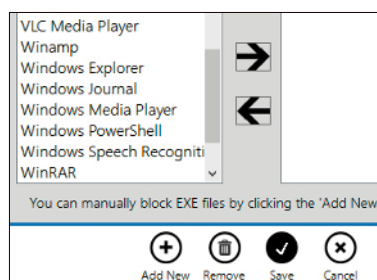 VLC Media Player
Winamp
Windows Explorer
Windows Journal
Windows Media Player
Windows PowerShell
Windows Speech Recogniti
WinRAR
You can manually block EXE files by clicking the 'Add New
Add New Remove Save Cancel